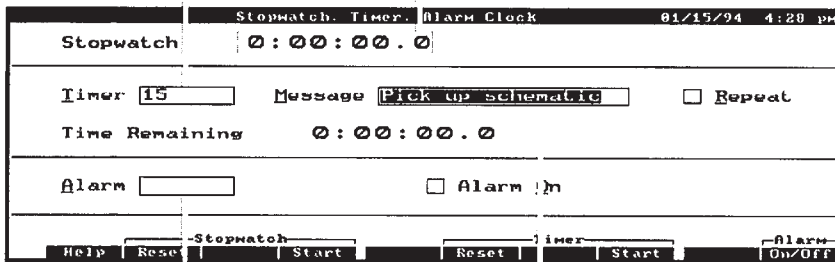 Stopwatch. Timer. Alarm Clock 01/15/94 4:28 pm
Stopwatch 0:00:00.0
Timer 15 Message Pick up schematic Repeat
Time Remaining 0:00:00.0
Alarm Alarm On
Stopwatch Timer Alarm
Help Reset Start Reset Start On/Off